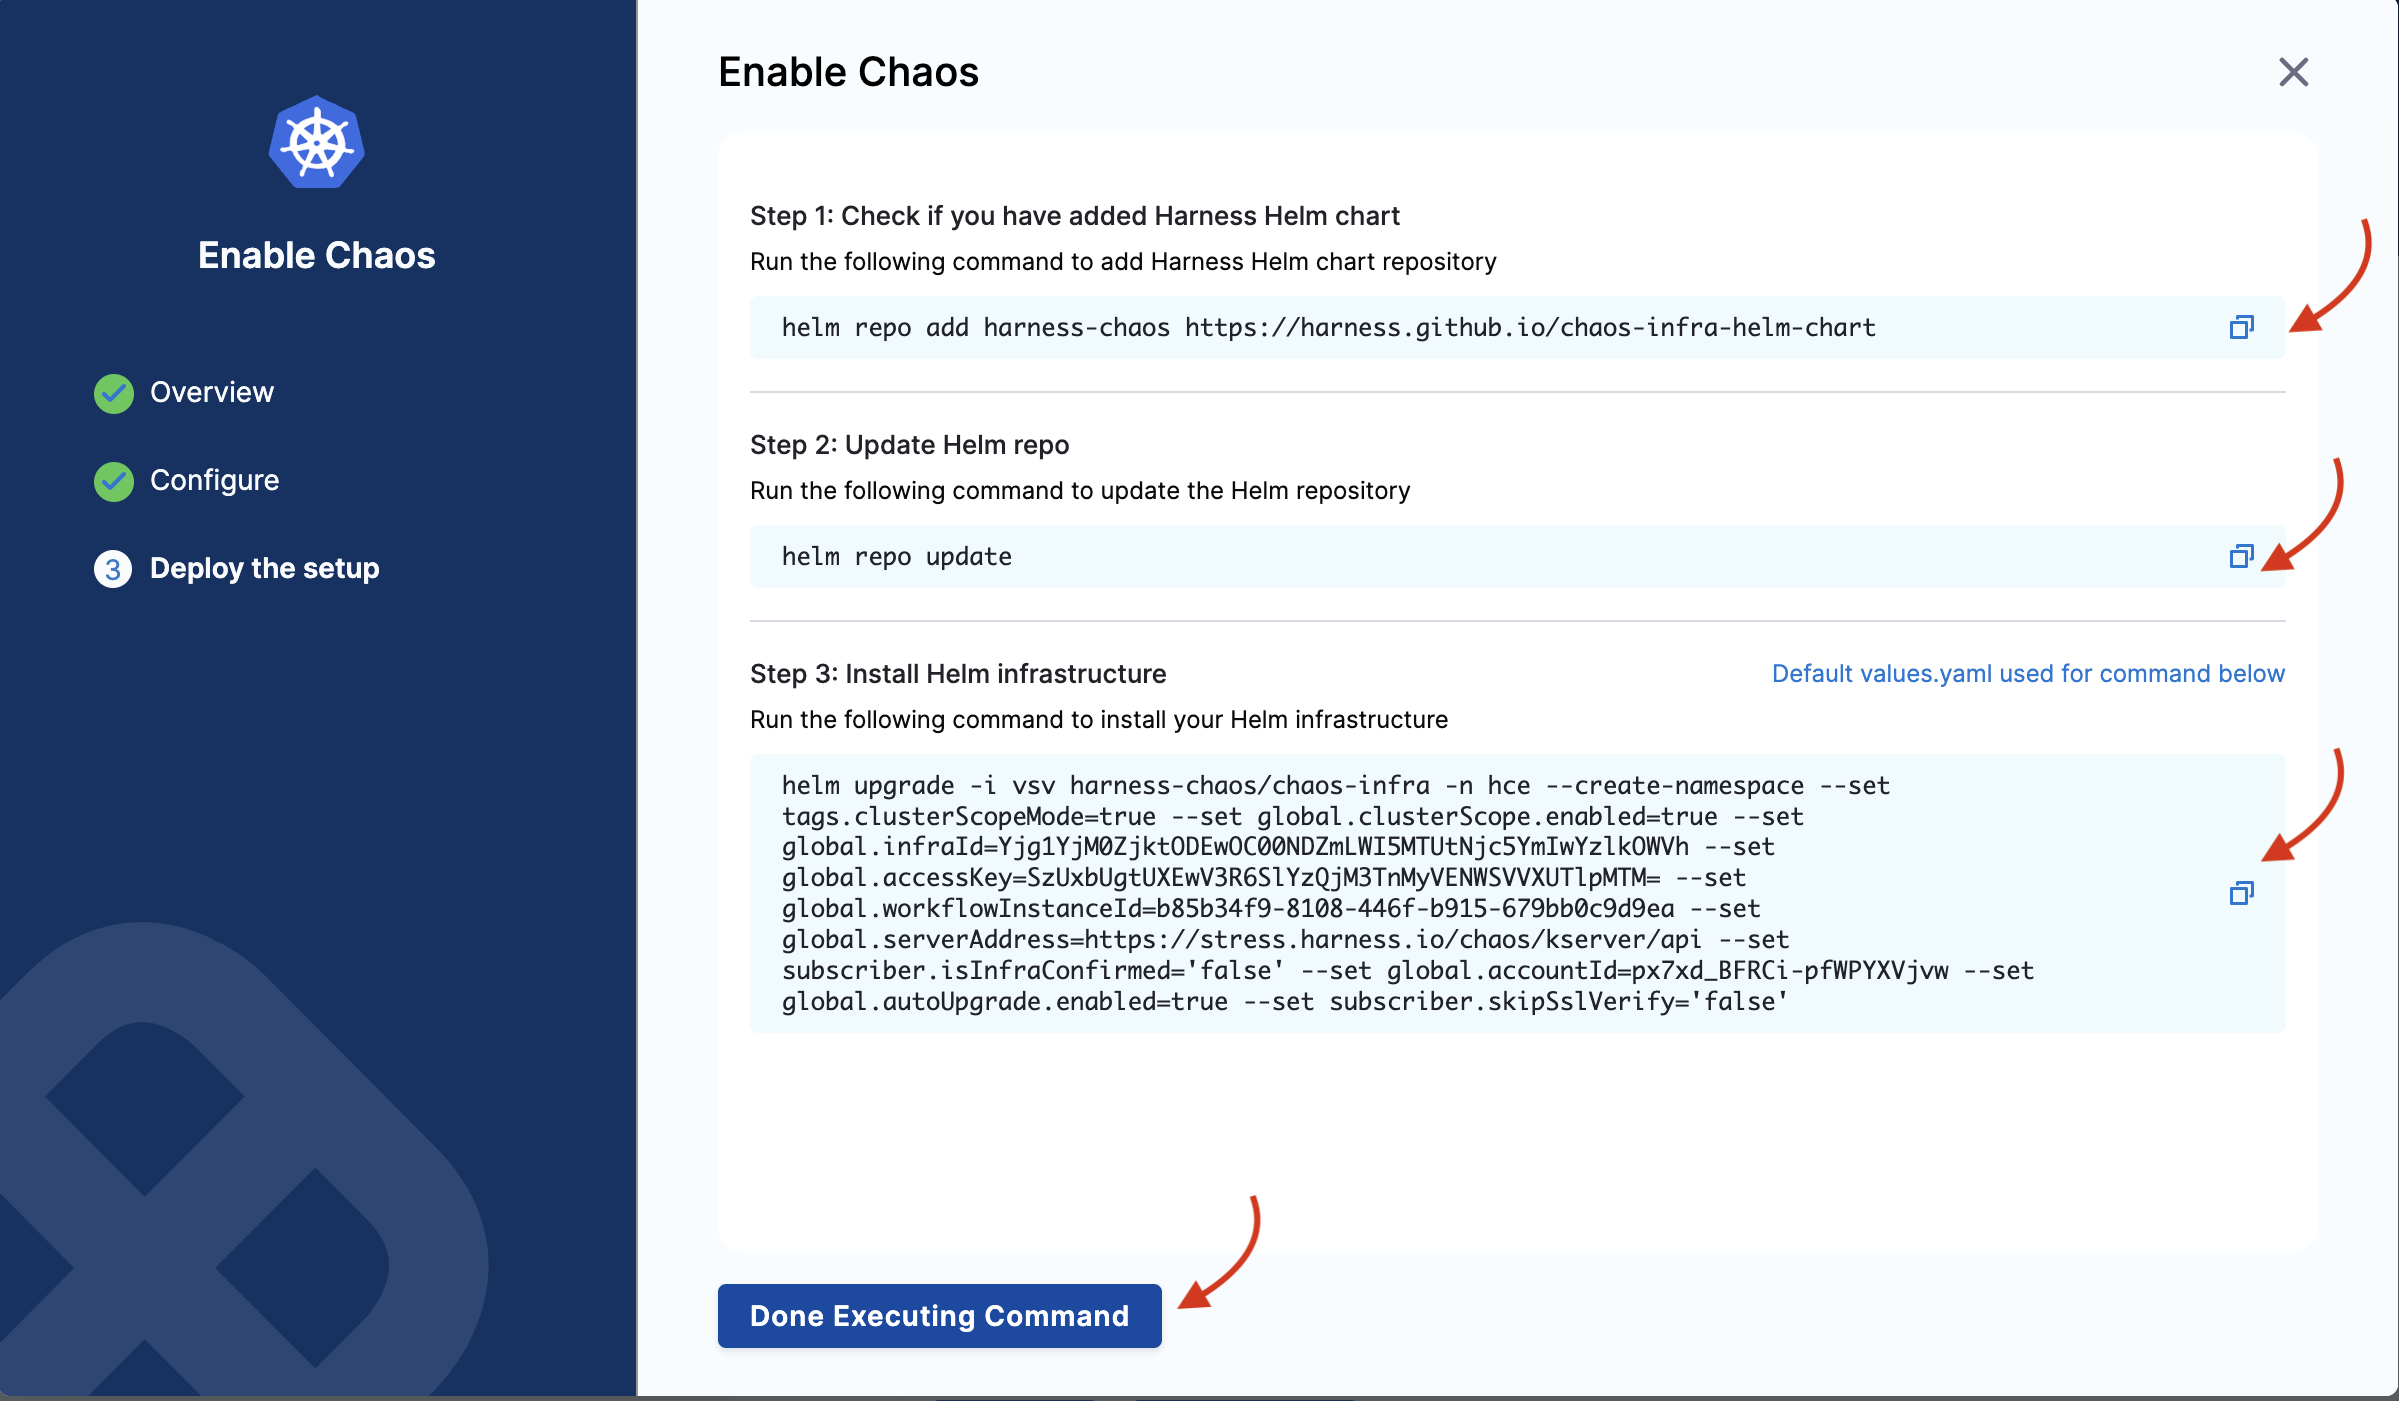 Enable Chaos
Overview
Configure
3 Deploy the setup
Enable Chaos
Step 1: Check if you have added Harness Helm chart
Run the following command to add Harness Helm chart repository
helm repo add harness-chaos https://harness.github.io/chaos-infra-helm-chart
Step 2: Update Helm repo
Run the following command to update the Helm repository
helm repo update
Step 3: Install Helm infrastructure
Default values.yaml used for command below
Run the following command to install your Helm infrastructure
helm upgrade -i vsv harness-chaos/chaos-infra -n hce --create-namespace --set
tags.clusterScopeMode=true --set global.clusterScope.enabled=true --set
global.infraId=Yjg1YjM0ZjktODEwOC00NDZmLWI5MTUtNjc5YmIwYzlkOWVh --set
global.accessKey=SzUxbUgtUXEwV3R6SlYzQjM3TnMyVENWSVVXUTlpMTM= --set
global.workflowInstanceId=b85b34f9-8108-446f-b915-679bb0c9d9ea --set
global.serverAddress=https://stress.harness.io/chaos/kserver/api --set
subscriber.isInfraConfirmed='false' --set global.accountId=px7xd_BFRCi-pfWPYXVjvw --set
global.autoUpgrade.enabled=true --set subscriber.skipSslVerify='false'
Done Executing Command